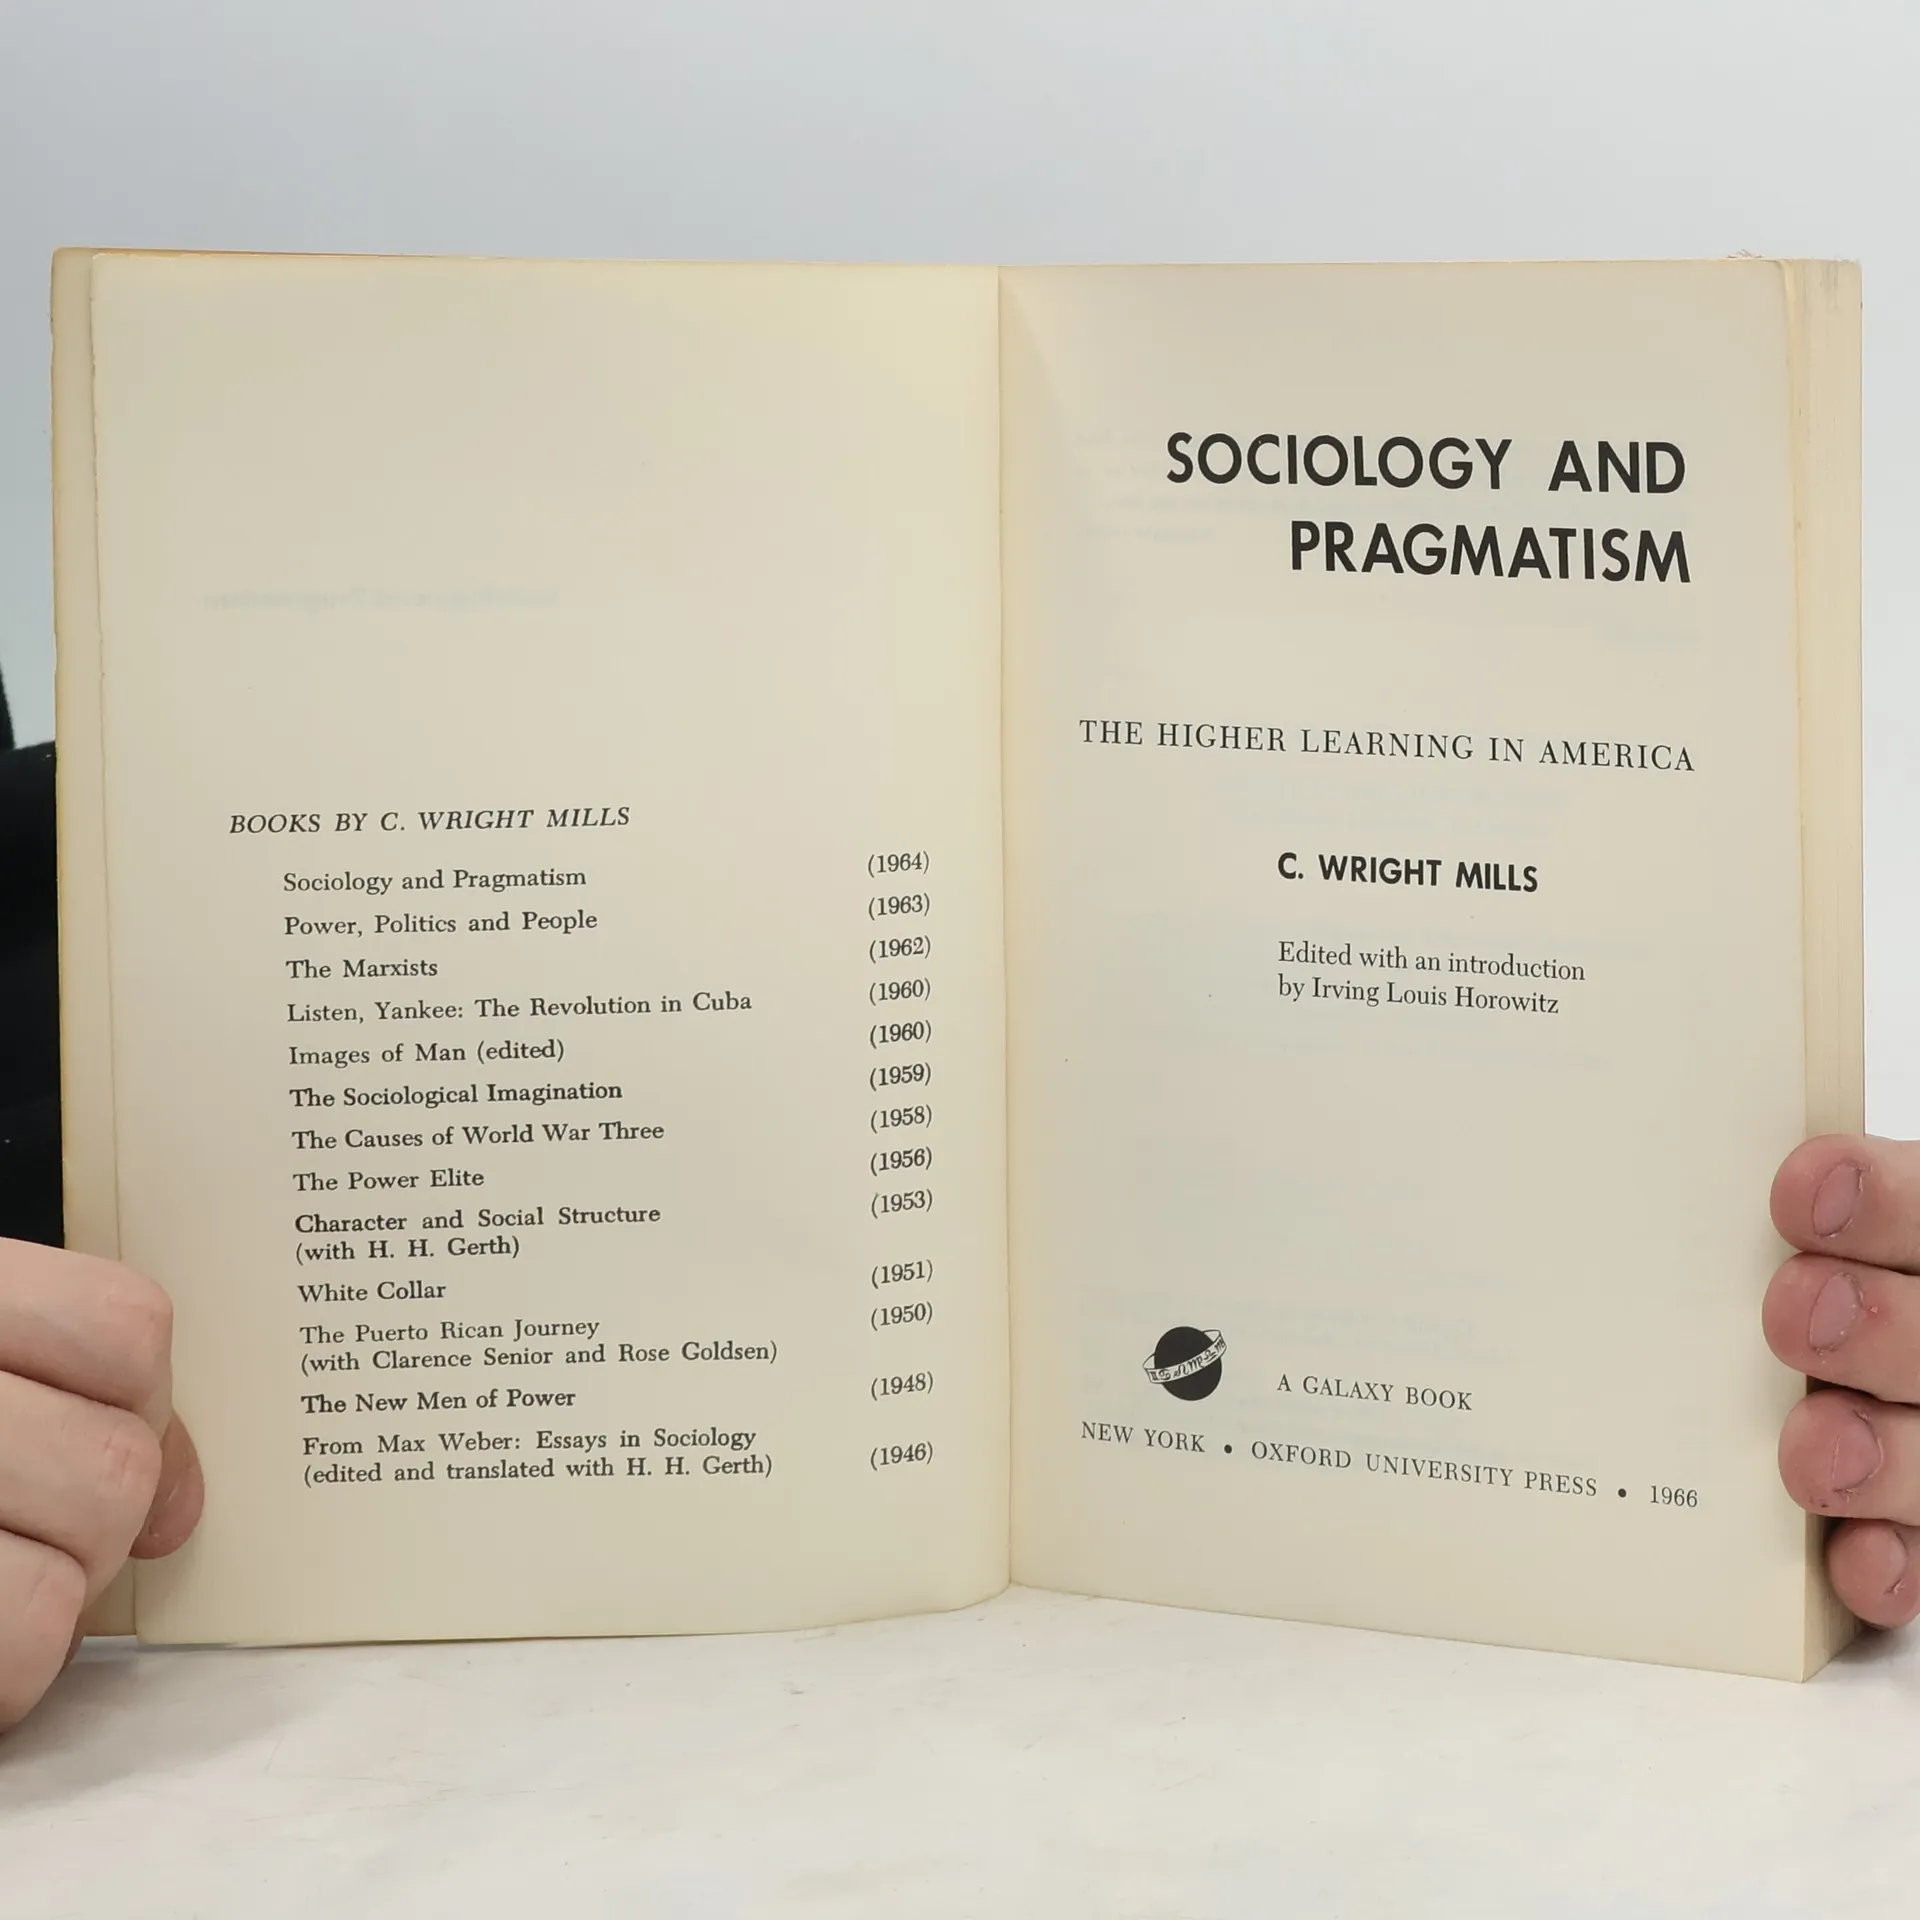 BOOKS BY C. WRIGHT MILLS
Sociology and Pragmatism (1964)
Power, Politics and People (1963)
The Marxists (1962)
Listen, Yankee: The Revolution in Cuba (1960)
Images of Man (edited) (1960)
The Sociological Imagination (1959)
The Causes of World War Three (1958)
The Power Elite (1956)
Character and Social Structure (1953)
(with H. H. Gerth)
White Collar (1951)
The Puerto Rican Journey (1950)
(with Clarence Senior and Rose Goldsen)
The New Men of Power (1948)
From Max Weber: Essays in Sociology
(edited and translated with H. H. Gerth) (1946)
SOCIOLOGY AND
PRAGMATISM
THE HIGHER LEARNING IN AMERICA
C. WRIGHT MILLS
Edited with an introduction
by Irving Louis Horowitz
A GALAXY BOOK
NEW YORK • OXFORD UNIVERSITY PRESS • 1966